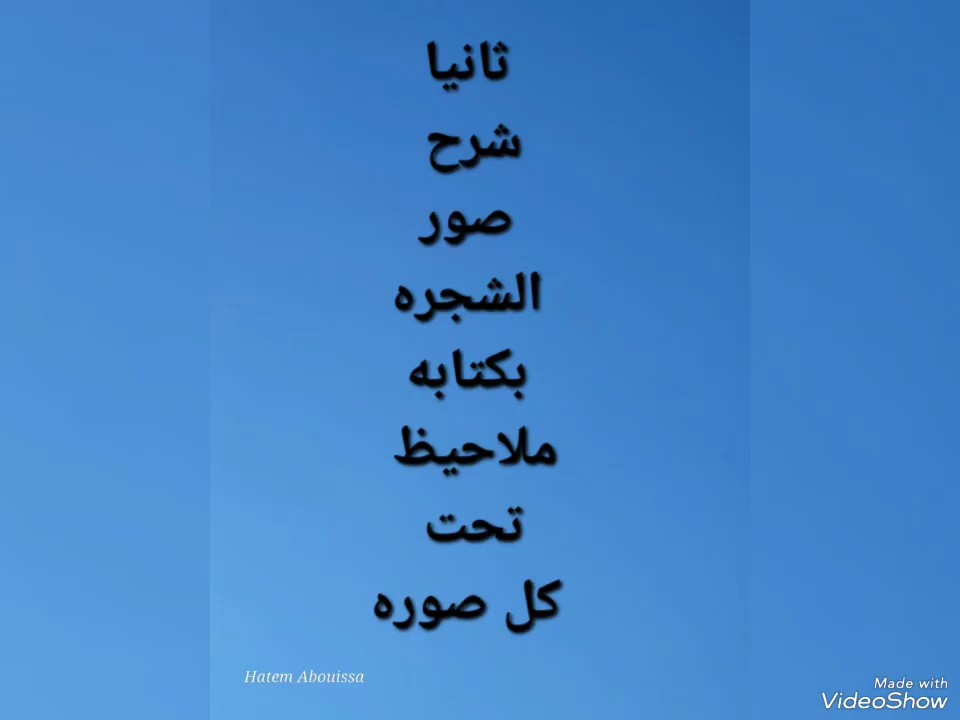 ثانيا
شرح
صور
الشجره
بكتابه
ملاحيظ
تحت
كل صوره
Hatem Abouissa
Made with
VideoShow